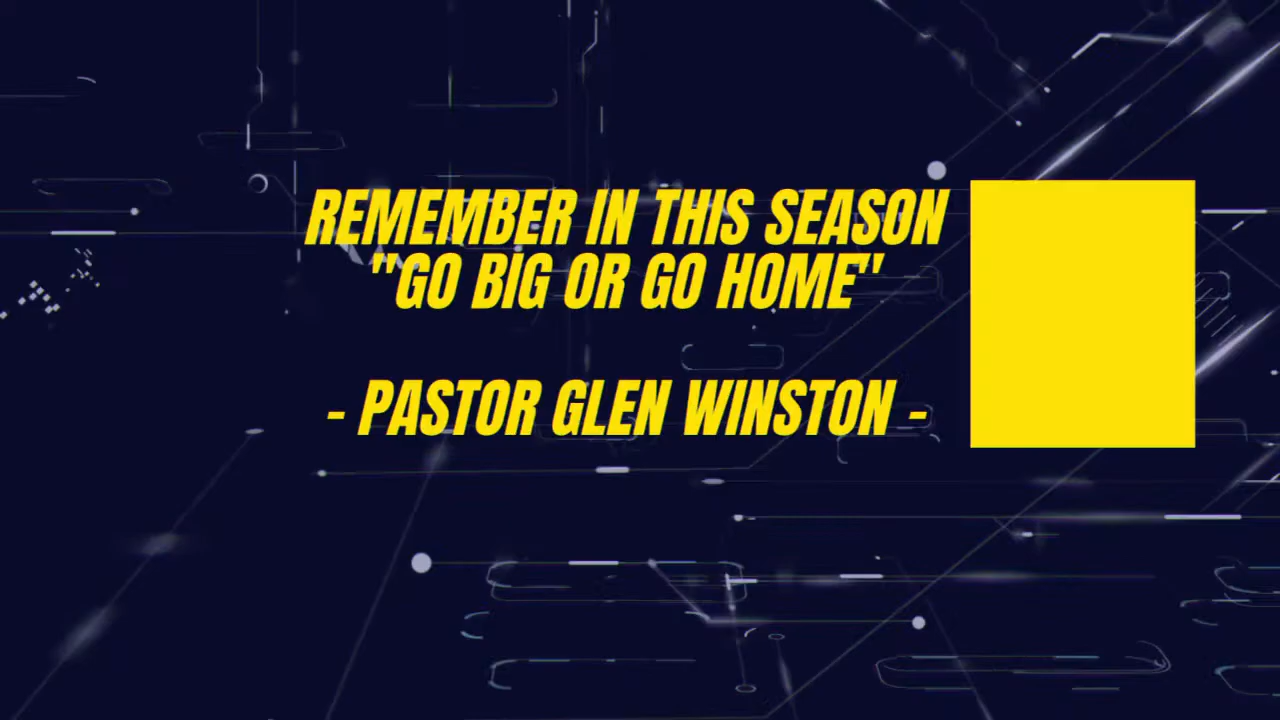 REMEMBER IN THIS SEASON
"GO BIG OR GO HOME"
- PASTOR GLEN WINSTON -